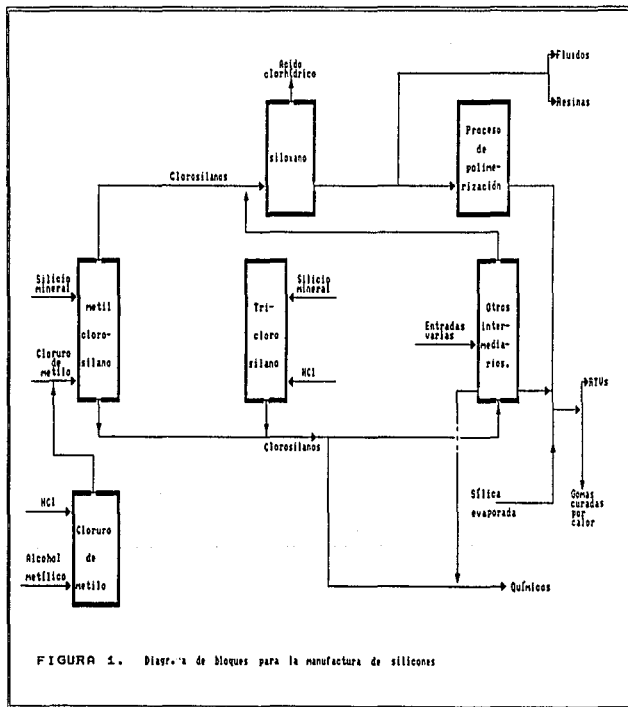 Acido
clorhídrico
Fluidos
Resinas
siloxano
Proceso
de
polime-
rización
Clorosilanos
Silicio
mineral
metil
cloro-
silano
Cloruro de
metilo
Tri-
cloro
silano
Silicio
mineral
HCl
Entradas
varias
Otros
inter-
mediarios.
RTVs
Clorosilanos
Sílica
evaporada
Gomas
curadas
por
calor
HCl
Alcohol
metílico
Cloruro
de
metilo
Químicos
FIGURA 1. Diagr. a de bloques para la manufactura de silicones